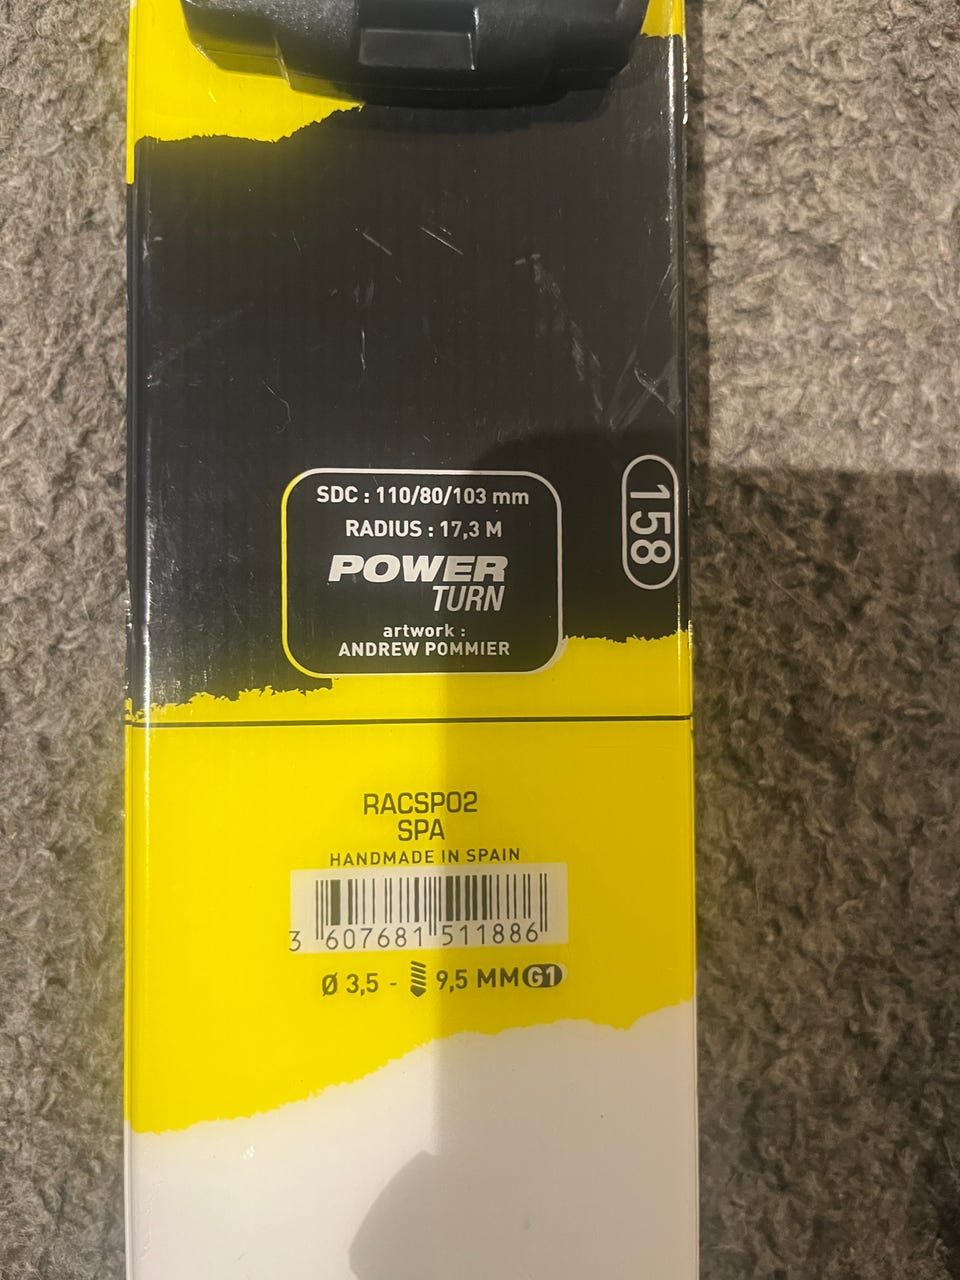 SDC : 110/80/103 mm
RADIUS : 17,3 M
POWER
TURN
artwork :
ANDREW POMMIER
158
RACSP02
SPA
HANDMADE IN SPAIN
3 607681 511886
Ø 3,5 - 9,5 MM G1